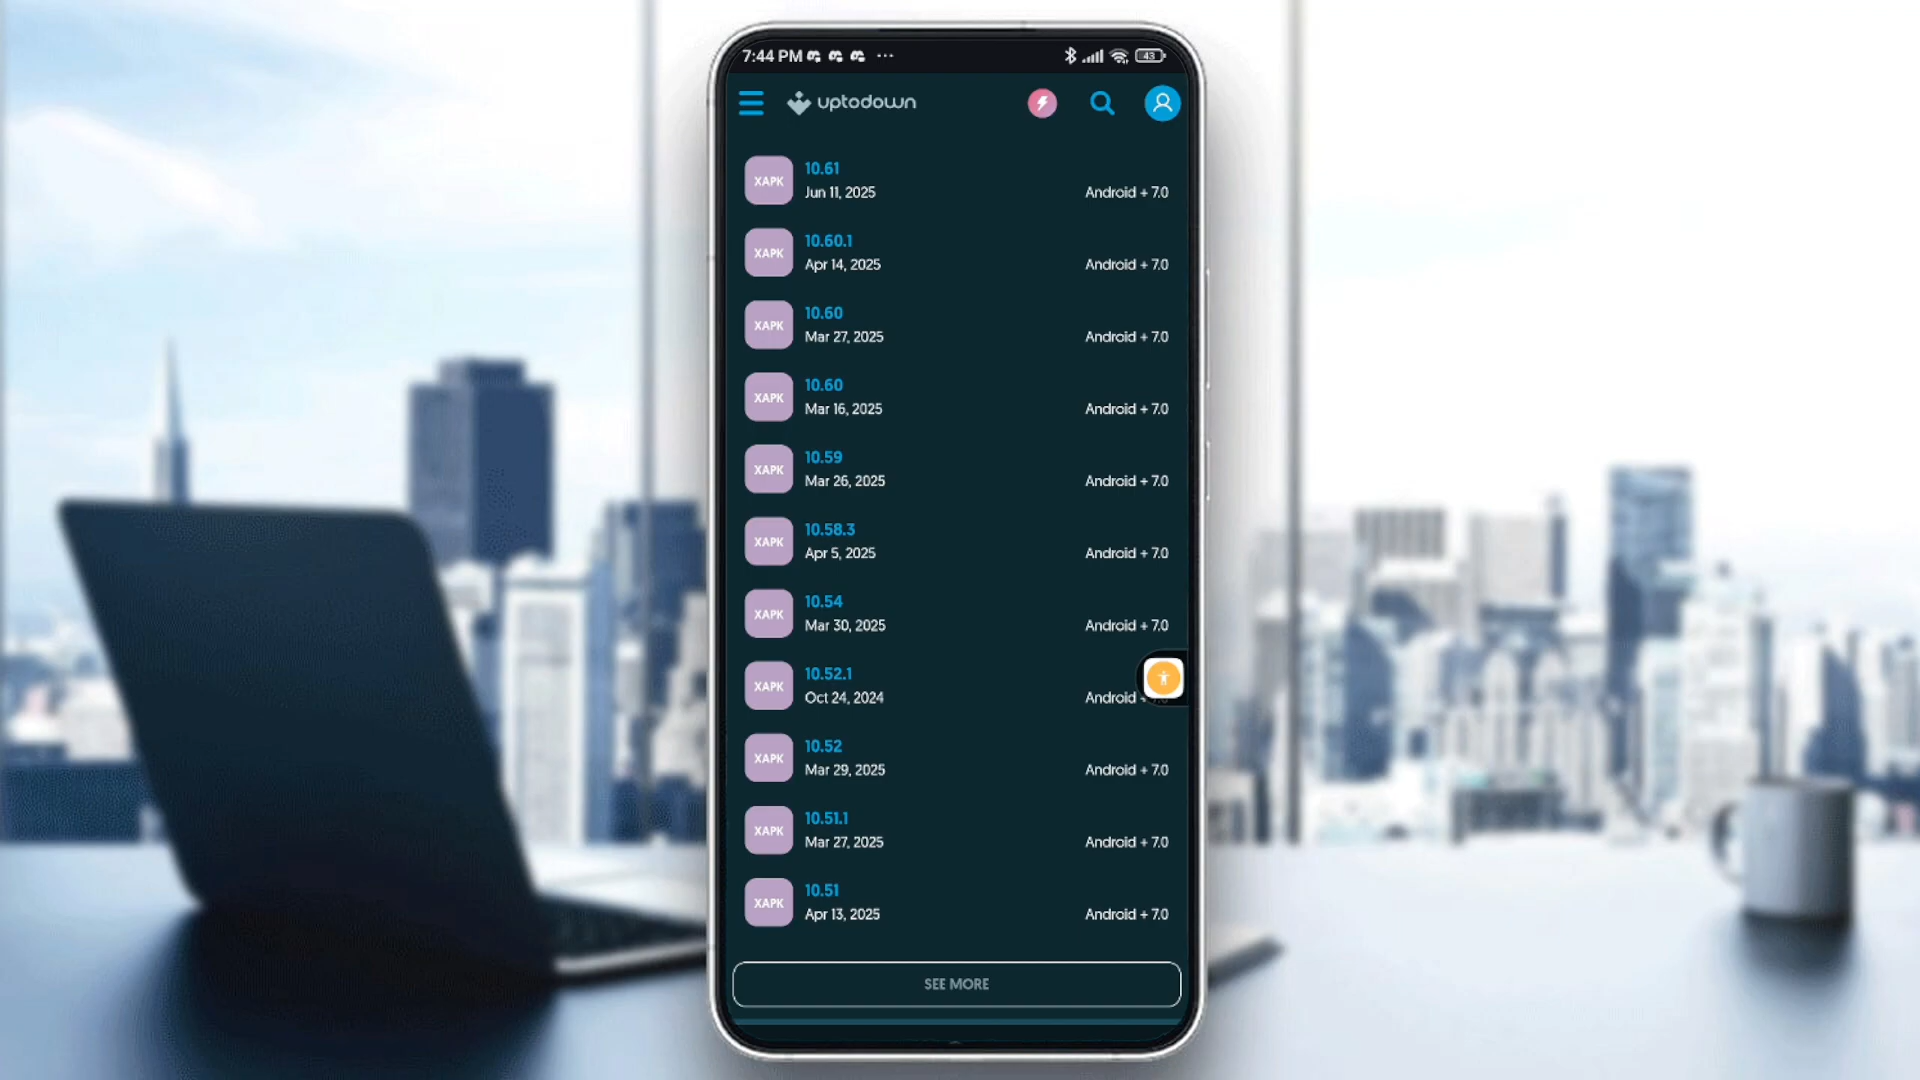 7:44 PM ... 43
uptodown
XAPK 10.61
Jun 11, 2025 Android + 7.0
XAPK 10.60.1
Apr 14, 2025 Android + 7.0
XAPK 10.60
Mar 27, 2025 Android + 7.0
XAPK 10.60
Mar 16, 2025 Android + 7.0
XAPK 10.59
Mar 26, 2025 Android + 7.0
XAPK 10.58.3
Apr 5, 2025 Android + 7.0
XAPK 10.54
Mar 30, 2025 Android + 7.0
XAPK 10.52.1
Oct 24, 2024 Android
XAPK 10.52
Mar 29, 2025 Android + 7.0
XAPK 10.51.1
Mar 27, 2025 Android + 7.0
XAPK 10.51
Apr 13, 2025 Android + 7.0
SEE MORE